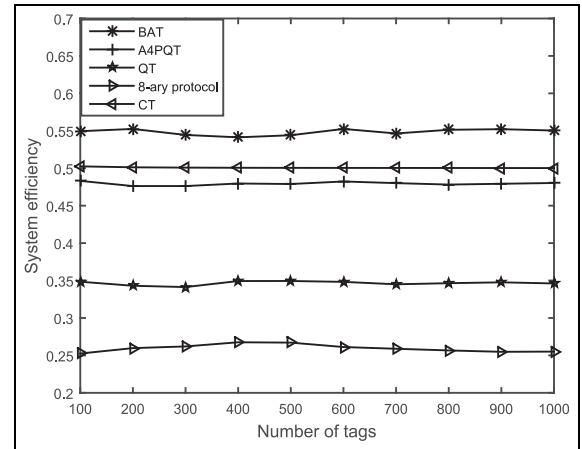 0.7
0.65
0.6
0.55
0.5
0.45
0.4
0.35
0.3
0.25
0.2
System efficiency
BAT
A4PQT
QT
8-ary protocol
CT
100 200 300 400 500 600 700 800 900 1000
Number of tags